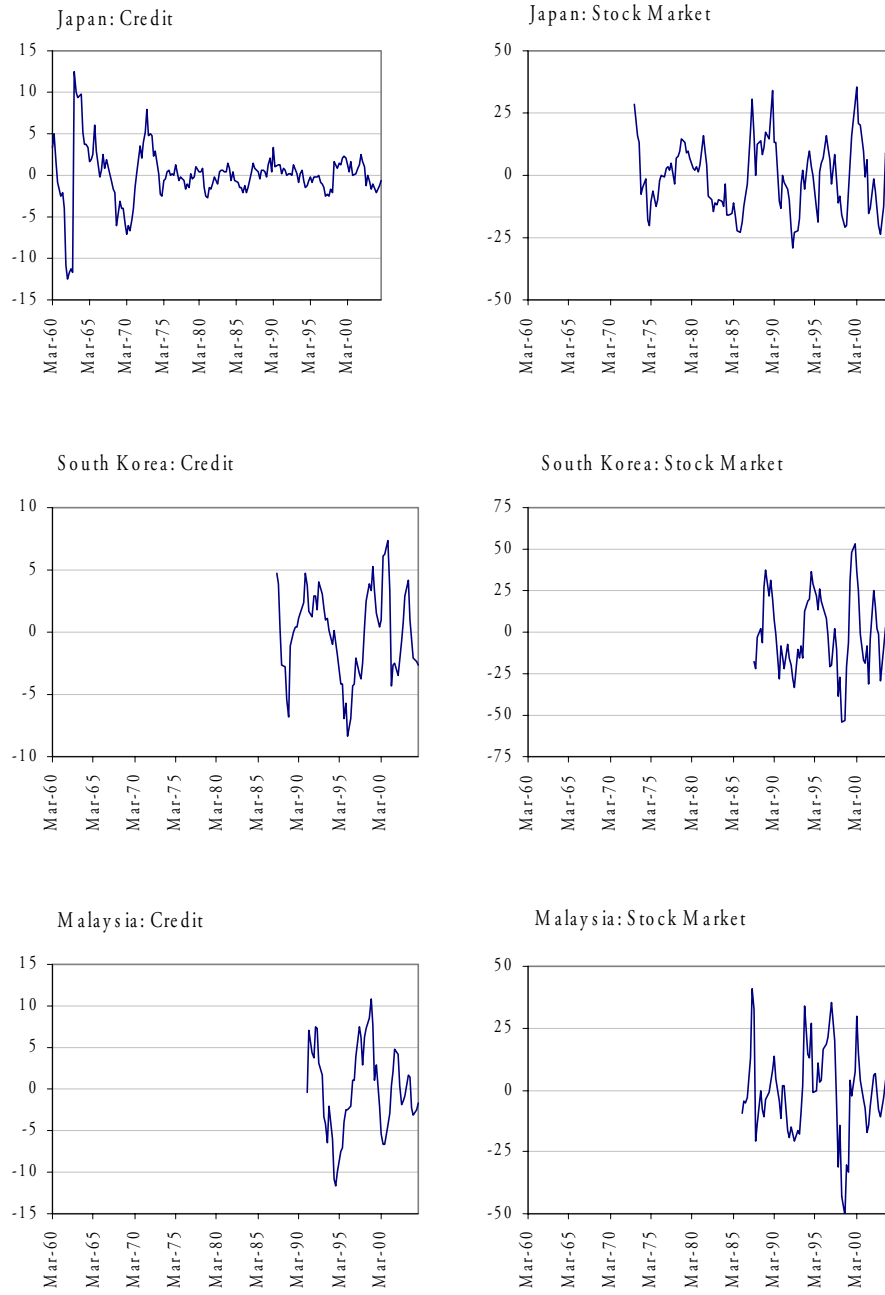 Japan: Credit
15
10
5
0
-5
-10
-15
Mar-60
Mar-65
Mar-70
Mar-75
Mar-80
Mar-85
Mar-90
Mar-95
Mar-00
Japan: Stock Market
50
25
0
-25
-50
Mar-60
Mar-65
Mar-70
Mar-75
Mar-80
Mar-85
Mar-90
Mar-95
Mar-00
South Korea: Credit
10
5
0
-5
-10
Mar-60
Mar-65
Mar-70
Mar-75
Mar-80
Mar-85
Mar-90
Mar-95
Mar-00
South Korea: Stock Market
75
50
25
0
-25
-50
-75
Mar-60
Mar-65
Mar-70
Mar-75
Mar-80
Mar-85
Mar-90
Mar-95
Mar-00
Malaysia: Credit
15
10
5
0
-5
-10
-15
Mar-60
Mar-65
Mar-70
Mar-75
Mar-80
Mar-85
Mar-90
Mar-95
Mar-00
Malaysia: Stock Market
50
25
0
-25
-50
Mar-60
Mar-65
Mar-70
Mar-75
Mar-80
Mar-85
Mar-90
Mar-95
Mar-00